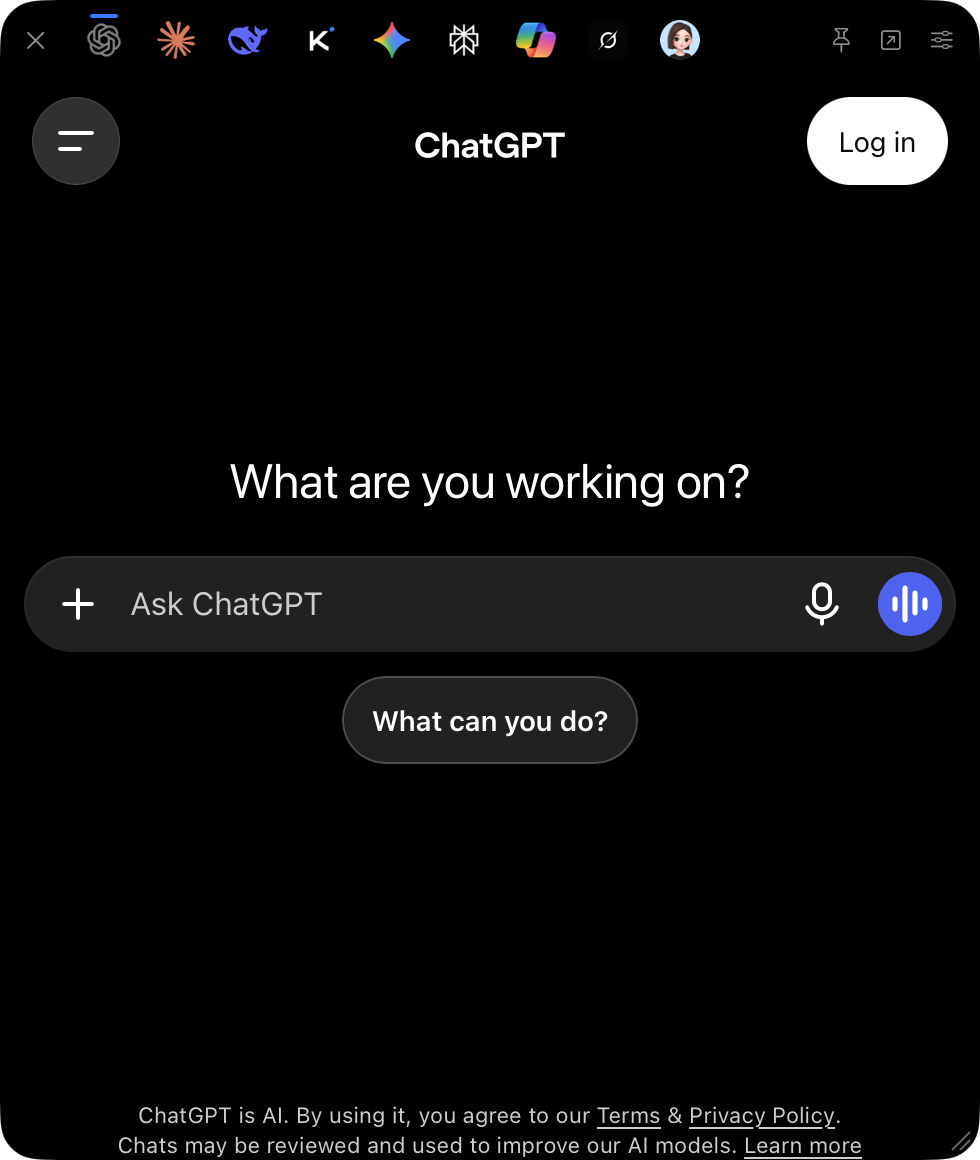 ChatGPT
Log in
What are you working on?
Ask ChatGPT
What can you do?
ChatGPT is AI. By using it, you agree to our Terms & Privacy Policy.
Chats may be reviewed and used to improve our AI models. Learn more